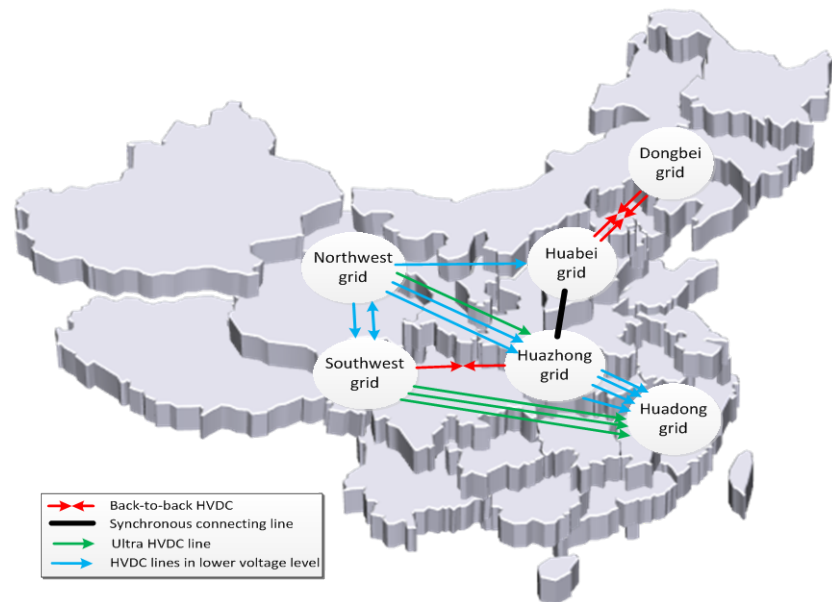 Dongbei
grid
Northwest
grid
Huabei
grid
Southwest
grid
Huazhong
grid
Huadong
grid
Back-to-back HVDC
Synchronous connecting line
Ultra HVDC line
HVDC lines in lower voltage level